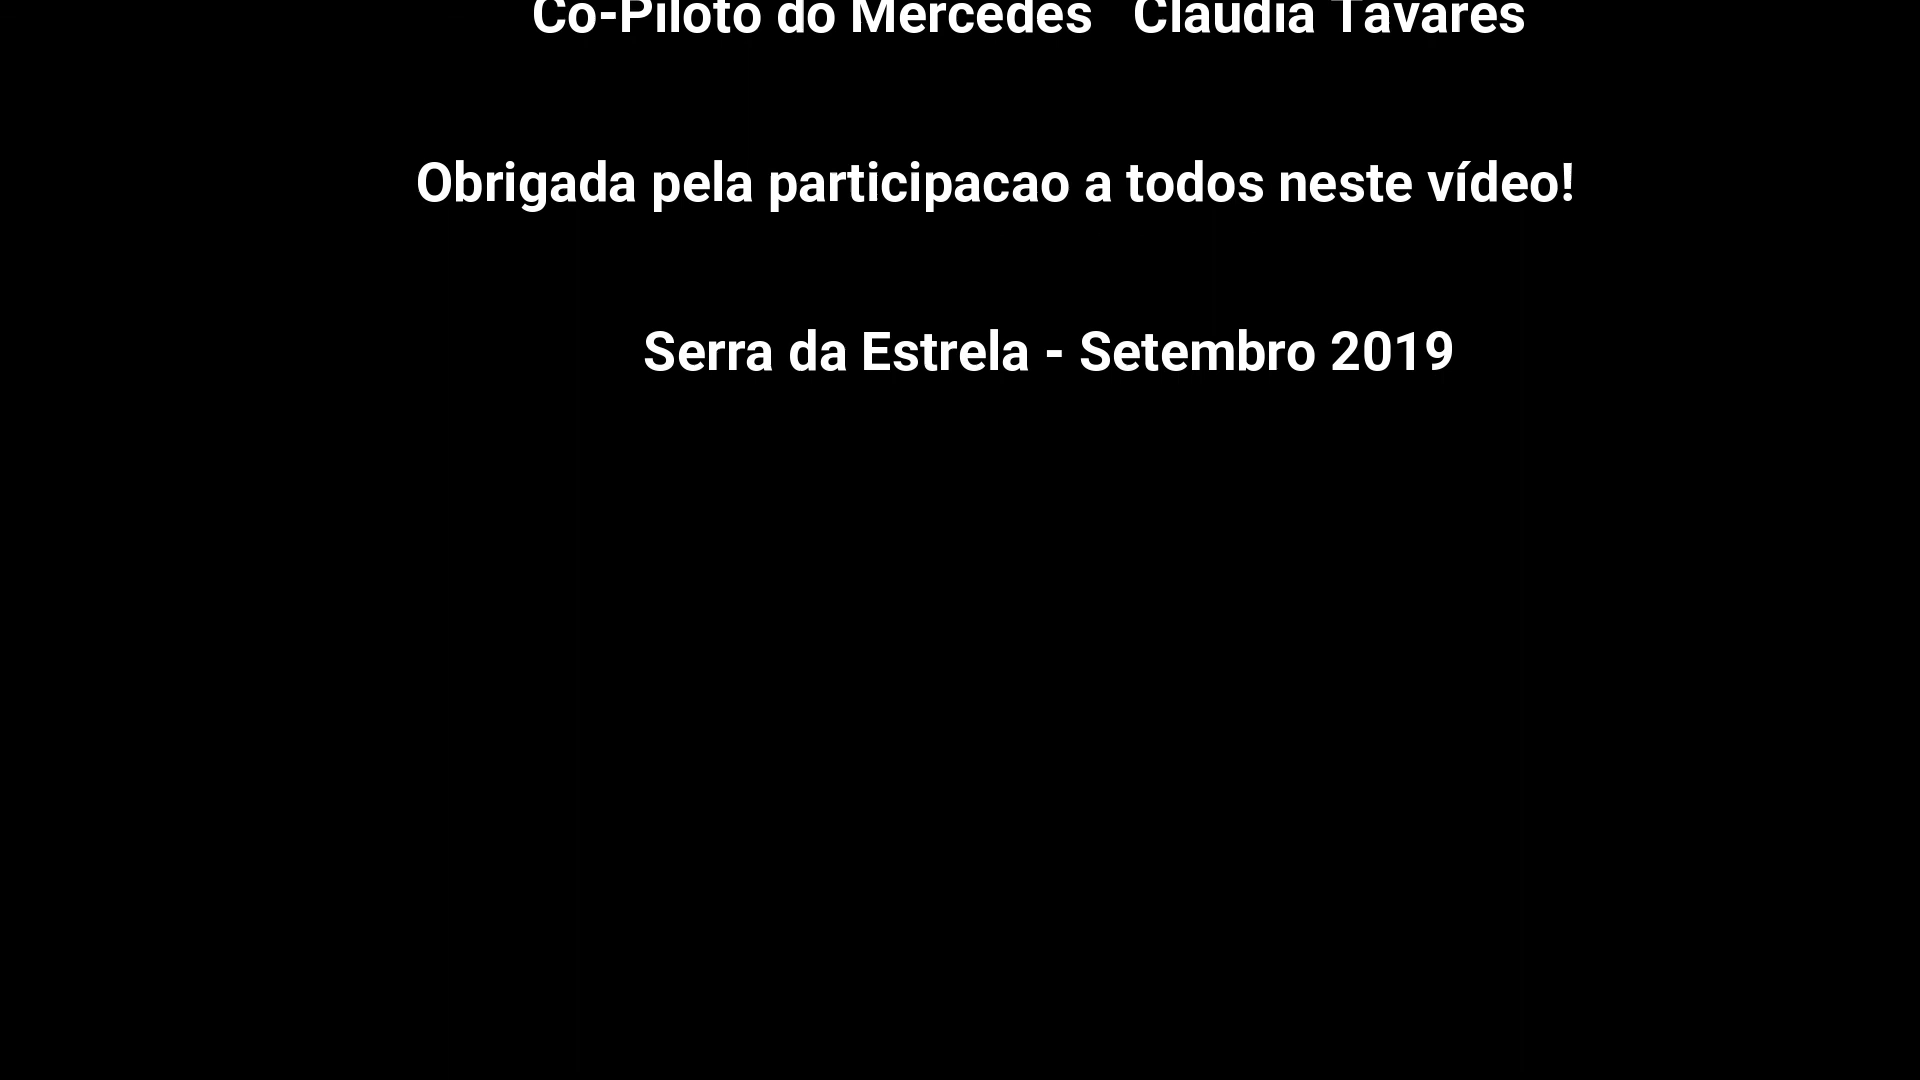 Co-Piloto do Mercedes Claudia Tavares
Obrigada pela participacao a todos neste vídeo!
Serra da Estrela - Setembro 2019